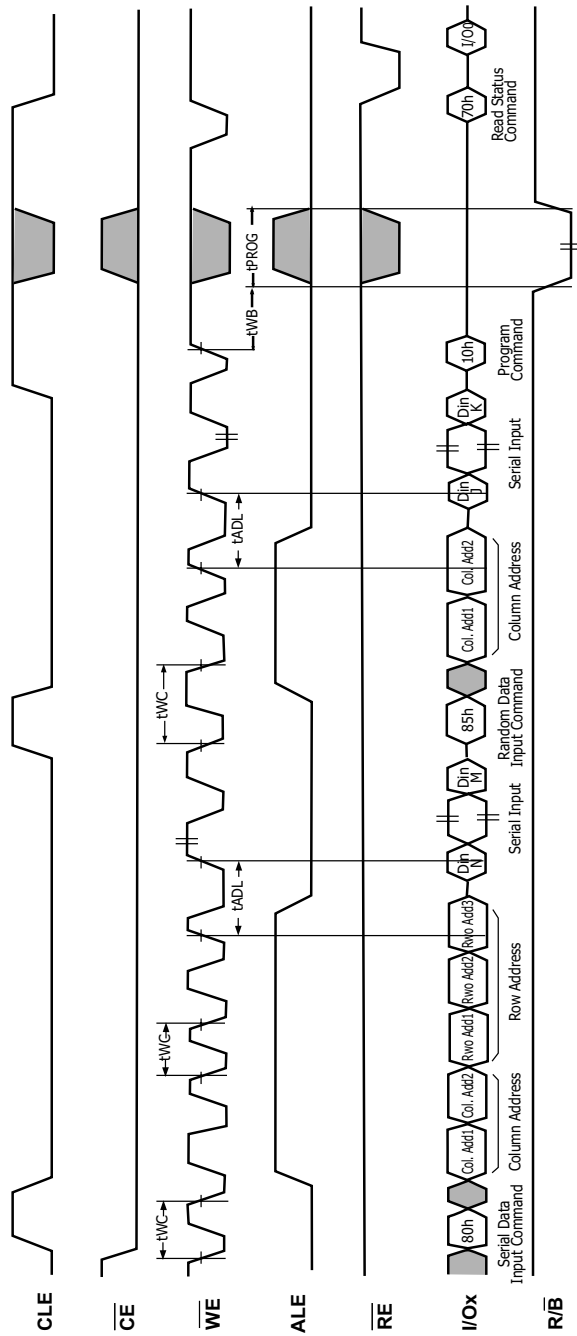 CLE
CE
WE
tWC
tWC
tWC
tWB
tPROG
tADL
tADL
ALE
RE
I/Ox
80h
Col. Add1
Col. Add2
Rwo Add1
Rwo Add2
Rwo Add3
Din
N
Din
M
85h
Col. Add1
Col. Add2
Din
J
Din
K
10h
70h
I/O0
Serial Data
Input Command
Column Address
Row Address
Serial Input
Random Data
Input Command
Column Address
Serial Input
Program
Command
Read Status
Command
R/B